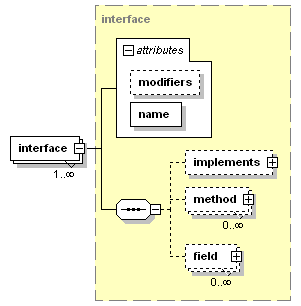 interface
attributes
modifiers
name
interface
1..∞
implements
method
0..∞
field
0..∞